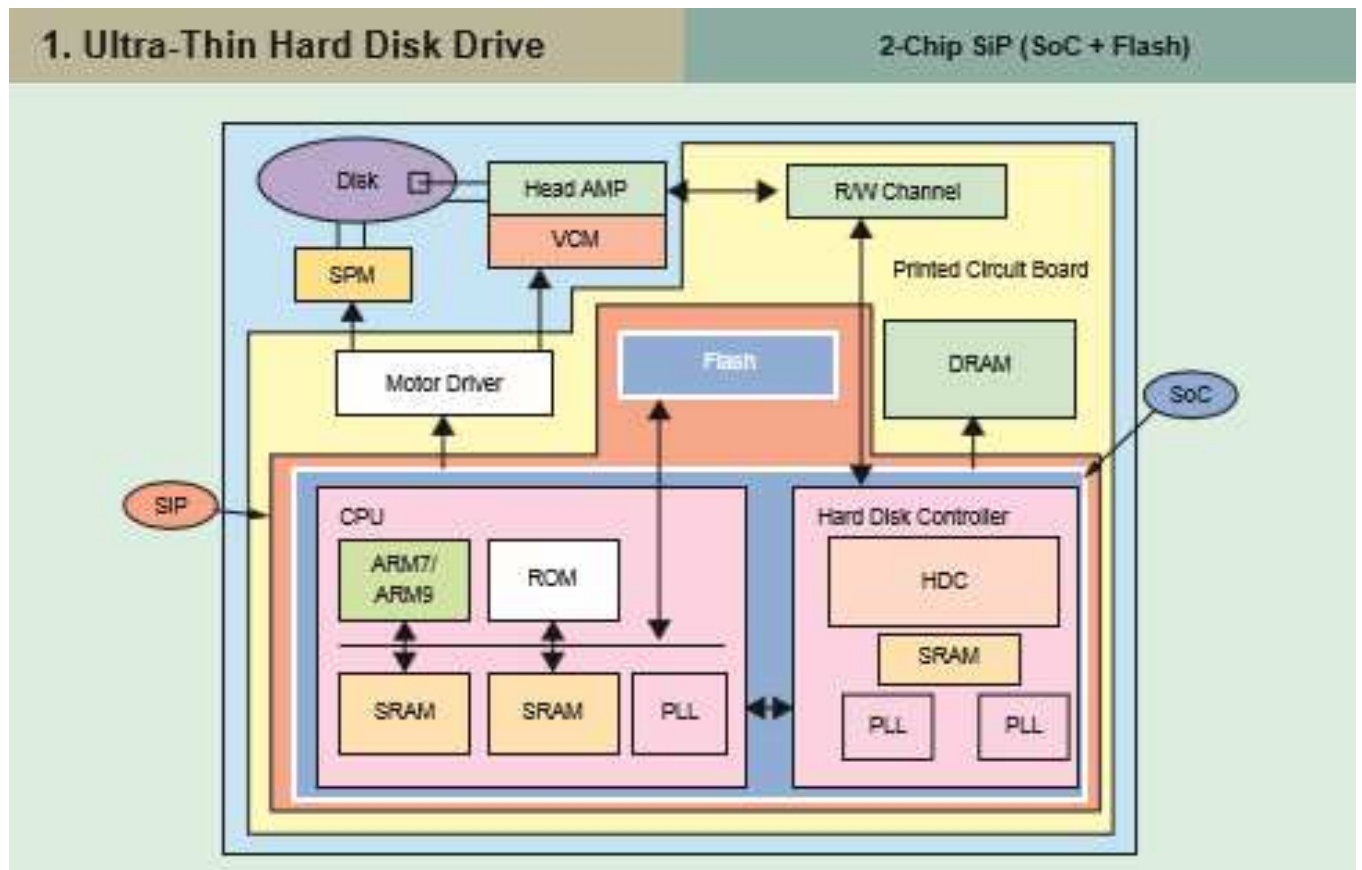 1. Ultra-Thin Hard Disk Drive
2-Chip SiP (SoC + Flash)
Disk
Head AMP
R/W Channel
VCM
SPM
Printed Circuit Board
Flash
DRAM
Motor Driver
SoC
SIP
CPU
Hard Disk Controller
ARM7/
ARM9
ROM
HDC
SRAM
SRAM
SRAM
PLL
PLL
PLL